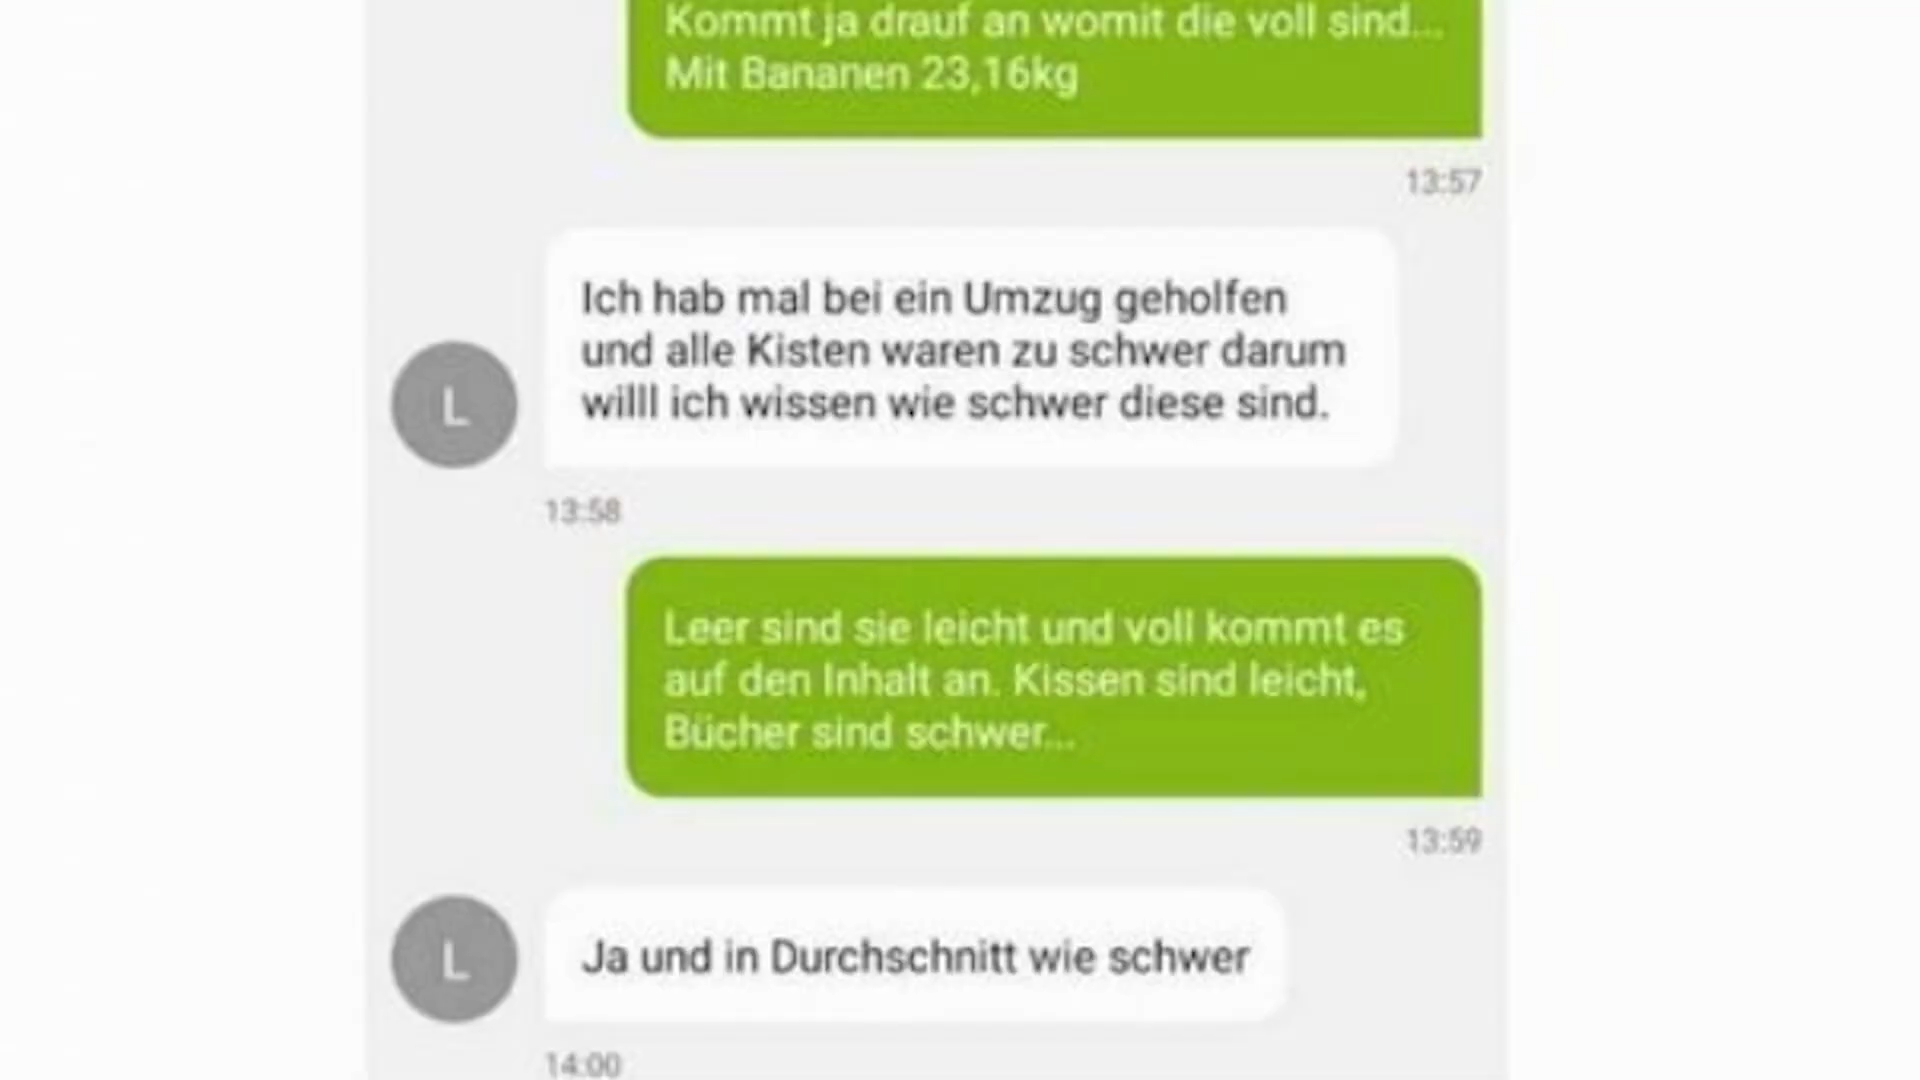 Kommt ja drauf an womit die voll sind...
Mit Bananen 23,16kg
13:57
Ich hab mal bei ein Umzug geholfen
und alle Kisten waren zu schwer darum
willl ich wissen wie schwer diese sind.
L
13:58
Leer sind sie leicht und voll kommt es
auf den Inhalt an. Kissen sind leicht,
Bücher sind schwer...
13:59
L
Ja und in Durchschnitt wie schwer
14:00